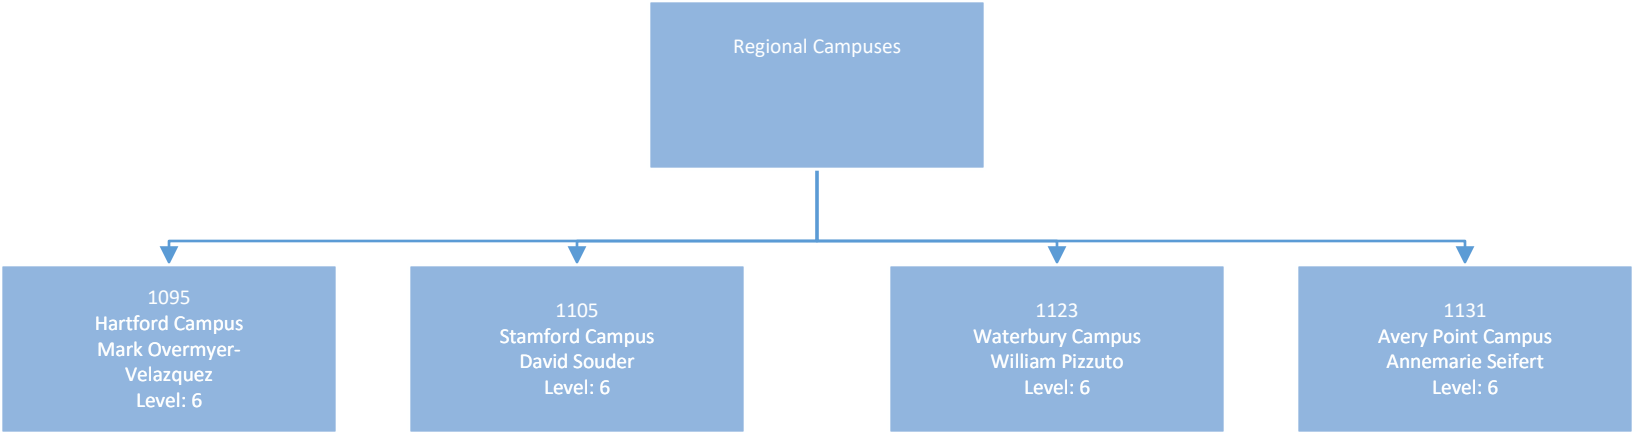 Regional Campuses
1095
Hartford Campus
Mark Overmyer-
Velazquez
Level: 6
1105
Stamford Campus
David Souder
Level: 6
1123
Waterbury Campus
William Pizzuto
Level: 6
1131
Avery Point Campus
Annemarie Seifert
Level: 6